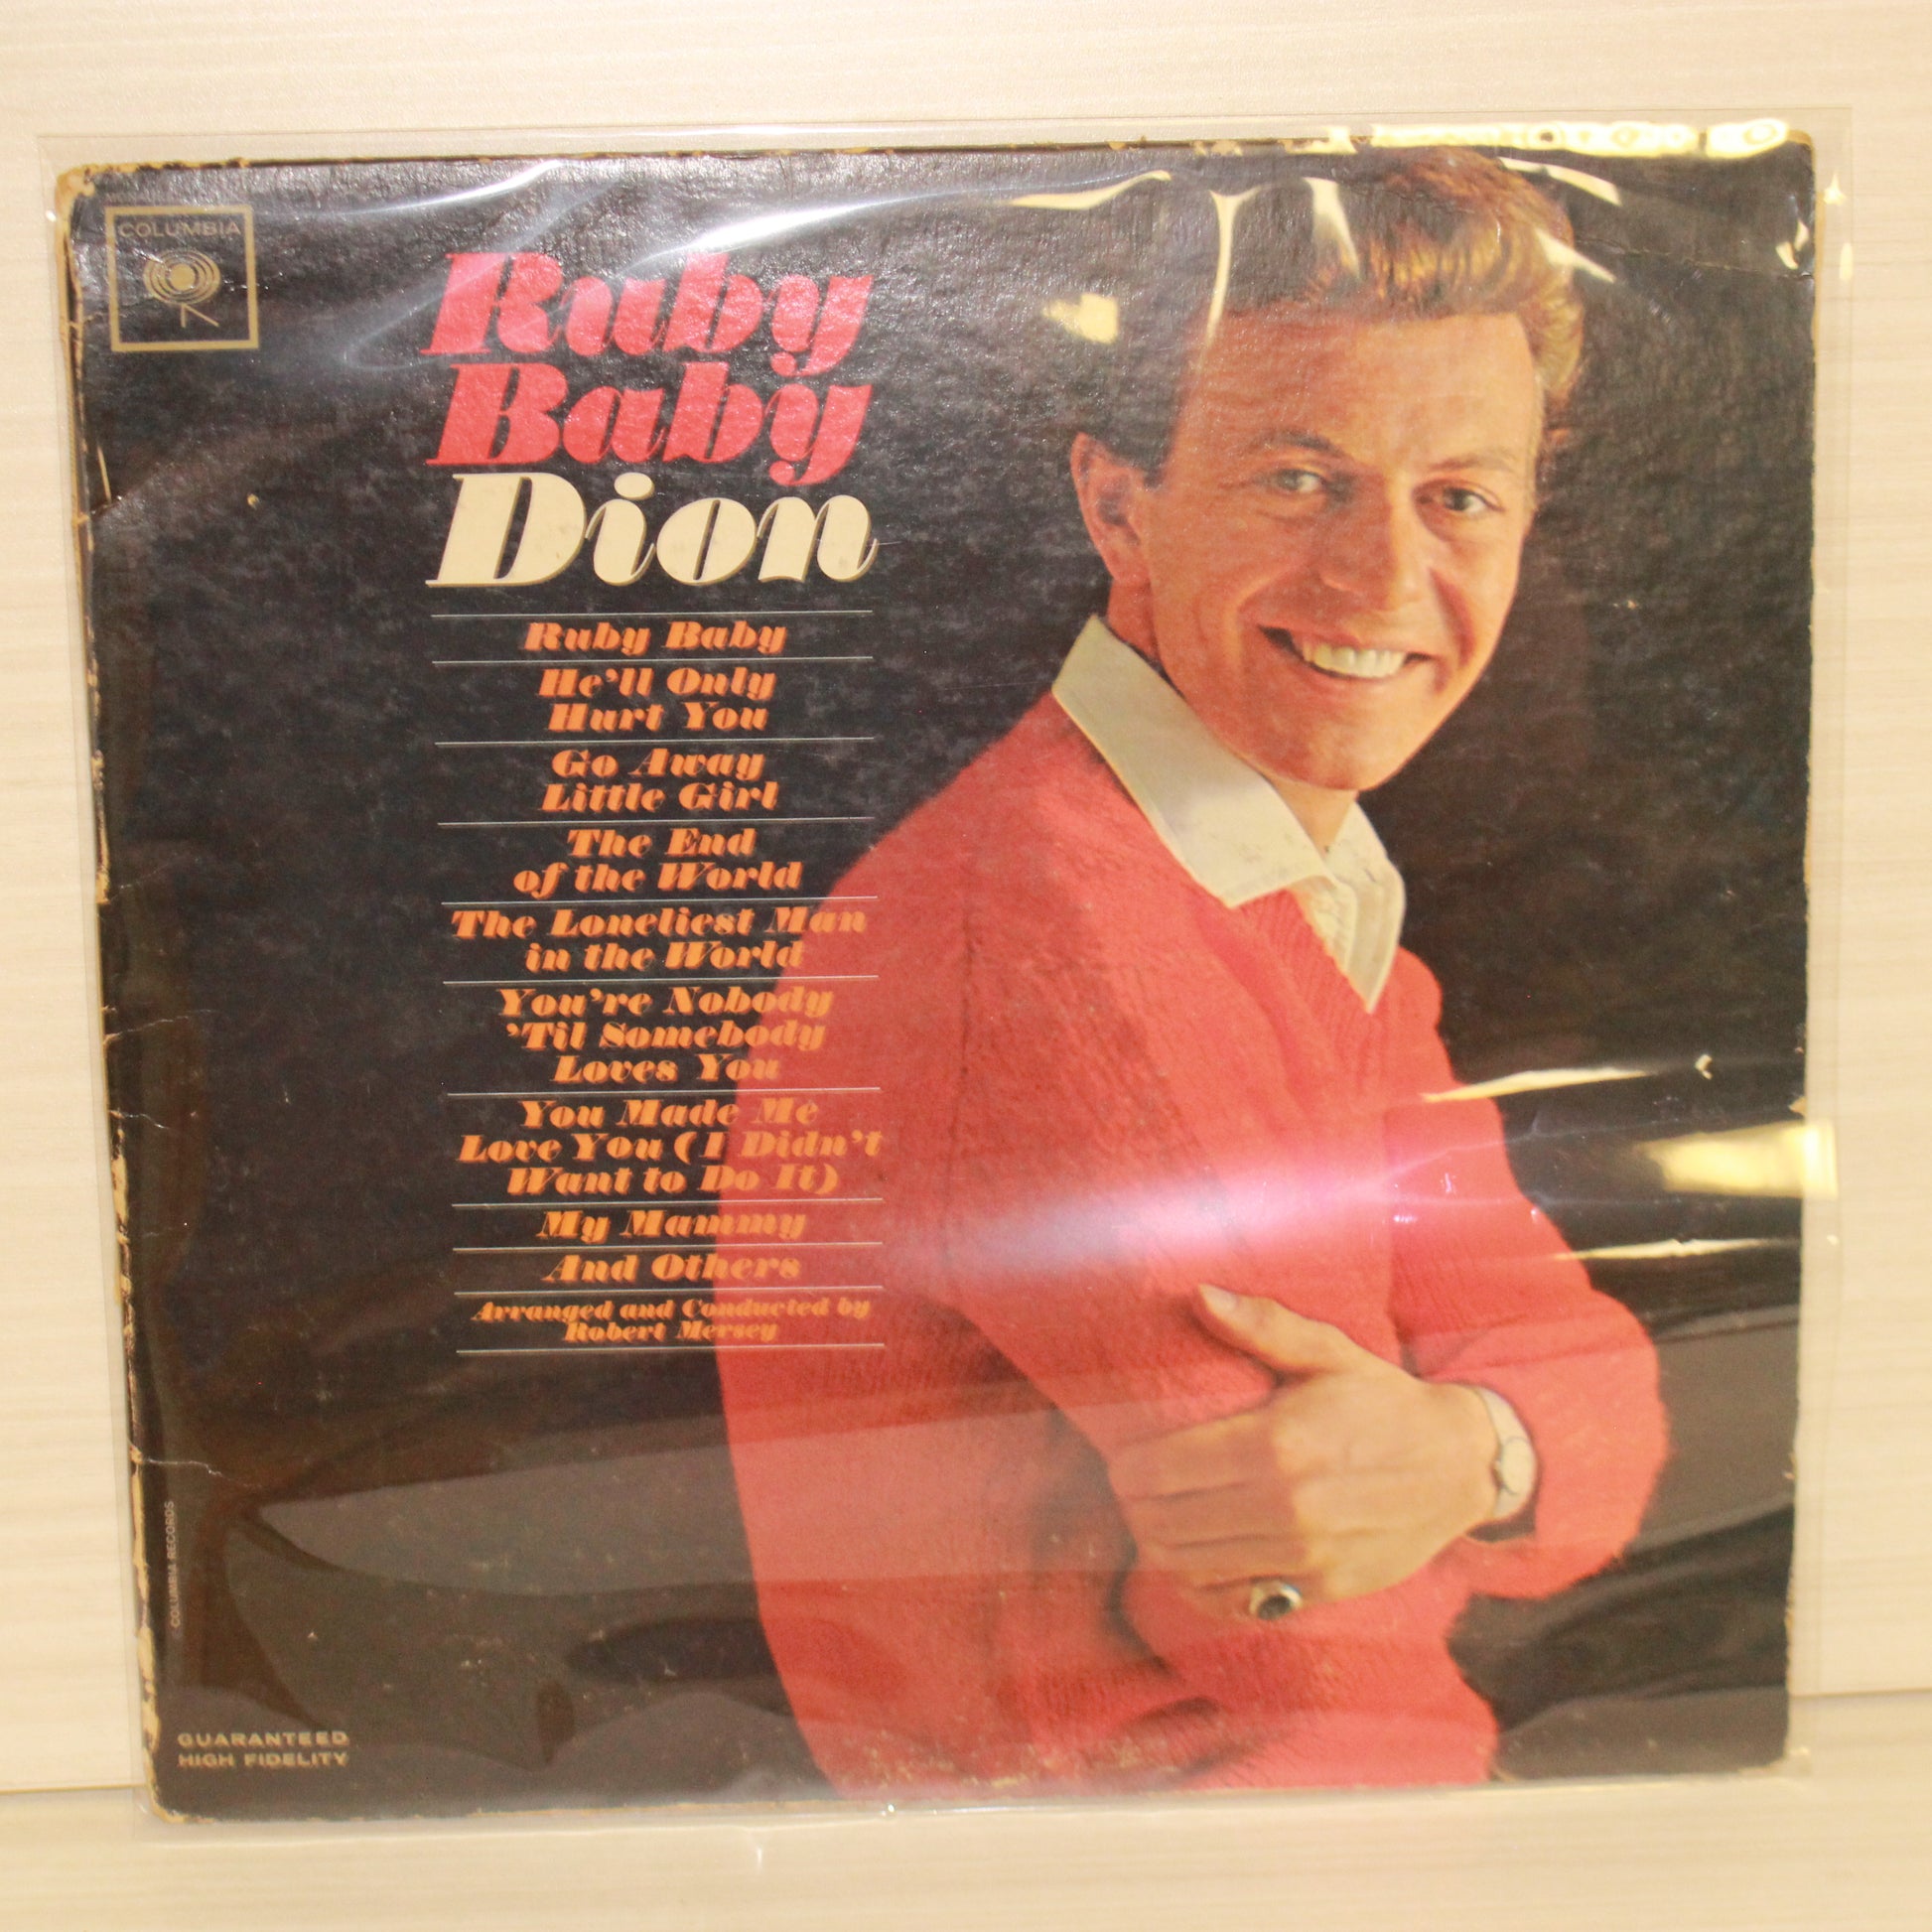 COLUMBIA
Ruby
Baby
Dion
Ruby Baby
He'll Only
Hurt You
Go Away
Little Girl
The End
of the World
The Loneliest Man
in the World
You're Nobody
'Til Somebody
Loves You
You Made Me
Love You (I Didn't
Want to Do It)
My Mammy
And Others
Arranged and Conducted by
Robert Mersey
COLUMBIA RECORDS
GUARANTEED
HIGH FIDELITY